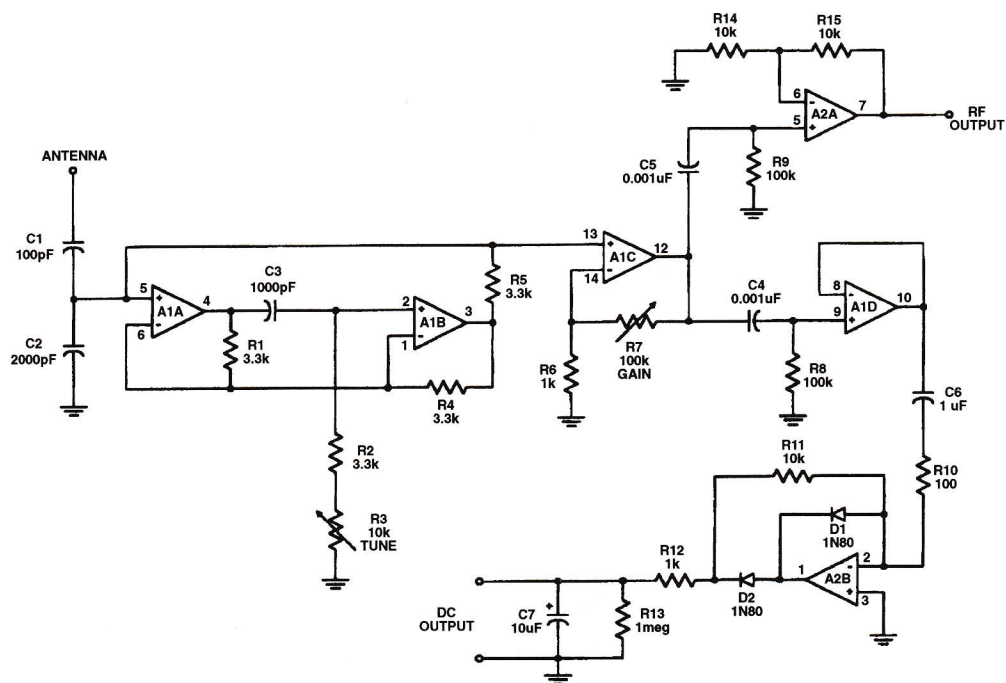 R14
10k
R15
10k
6
-
A2A
7
5
+
RF
OUTPUT
C5
0.001uF
R9
100k
ANTENNA
C1
100pF
C2
2000pF
5
+
A1A
4
6
-
C3
1000pF
R1
3.3k
2
+
A1B
3
1
-
R5
3.3k
R4
3.3k
R2
3.3k
R3
10k
TUNE
13
+
A1C
12
14
-
R6
1k
R7
100k
GAIN
C4
0.001uF
R8
100k
8
-
A1D
10
9
+
C6
1 uF
R10
100
R11
10k
D1
1N80
2
-
A2B
1
+
3
D2
1N80
R12
1k
R13
1meg
+
C7
10uF
DC
OUTPUT